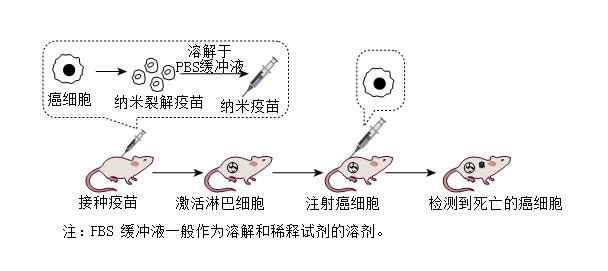 溶解于
PBS缓冲液
癌细胞
纳米裂解疫苗
纳米疫苗
接种疫苗
激活淋巴细胞
注射癌细胞
检测到死亡的癌细胞
注：FBS 缓冲液一般作为溶解和稀释试剂的溶剂。